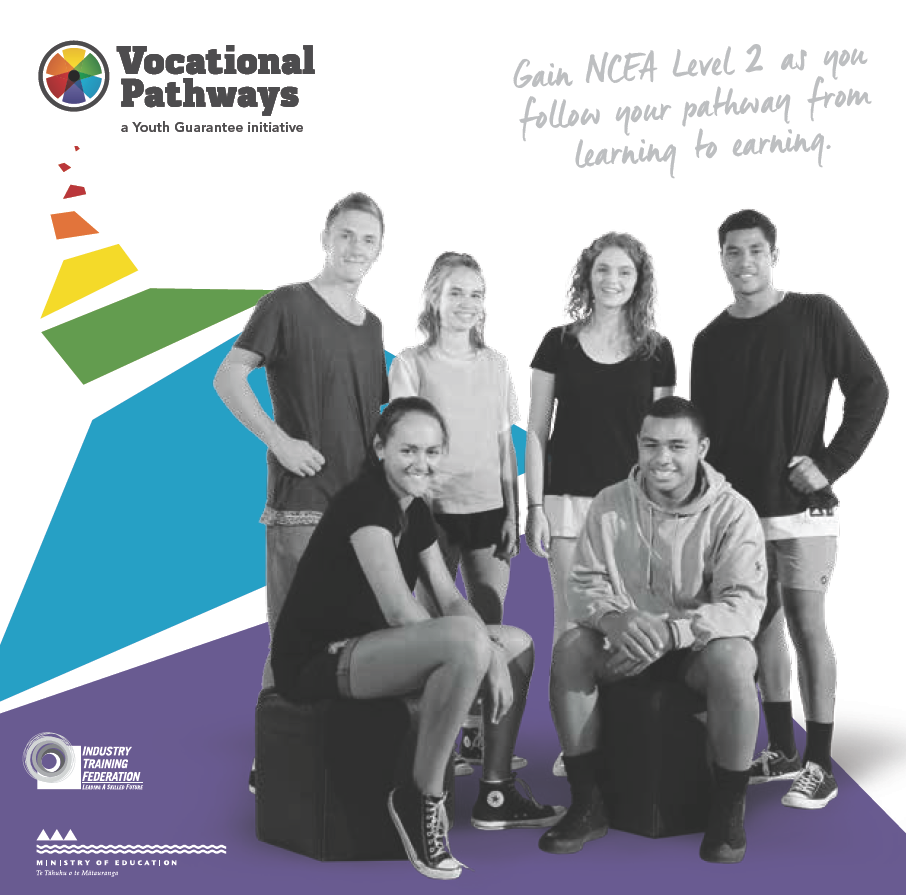 Vocational
Pathways
a Youth Guarantee initiative
Gain NCEA Level 2 as you
follow your pathway from
learning to earning.
INDUSTRY
TRAINING
FEDERATION
LEADING A SKILLED FUTURE
MINISTRY OF EDUCATION
Te Tāhuhu o te Mātauranga